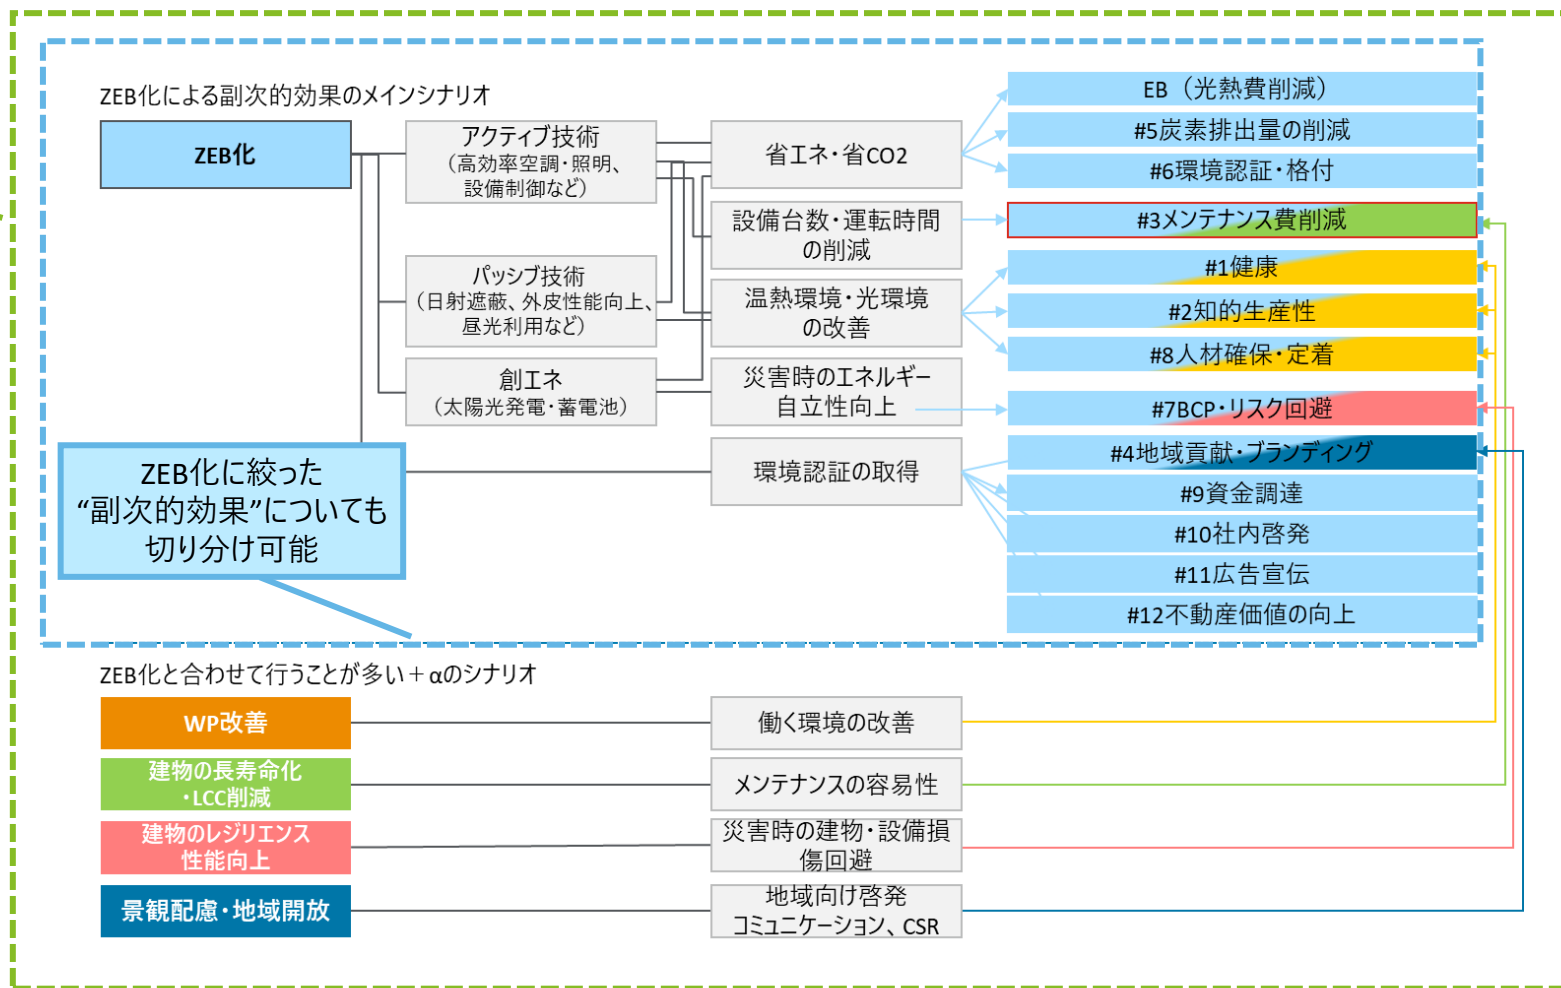 ZEB化による副次的効果のメインシナリオ
ZEB化
アクティブ技術
（高効率空調・照明、
設備制御など）
パッシブ技術
（日射遮蔽、外皮性能向上、
昼光利用など）
創エネ
（太陽光発電・蓄電池）
省エネ・省CO2
設備台数・運転時間
の削減
温熱環境・光環境
の改善
災害時のエネルギー
自立性向上
環境認証の取得
EB（光熱費削減）
#5炭素排出量の削減
#6環境認証・格付
#3メンテナンス費削減
#1健康
#2知的生産性
#8人材確保・定着
#7BCP・リスク回避
#4地域貢献・ブランディング
#9資金調達
#10社内啓発
#11広告宣伝
#12不動産価値の向上
ZEB化に絞った
“副次的効果”についても
切り分け可能
ZEB化と合わせて行うことが多い＋αのシナリオ
WP改善
働く環境の改善
建物の長寿命化
・LCC削減
メンテナンスの容易性
建物のレジリエンス
性能向上
災害時の建物・設備損
傷回避
景観配慮・地域開放
地域向け啓発
コミュニケーション、CSR